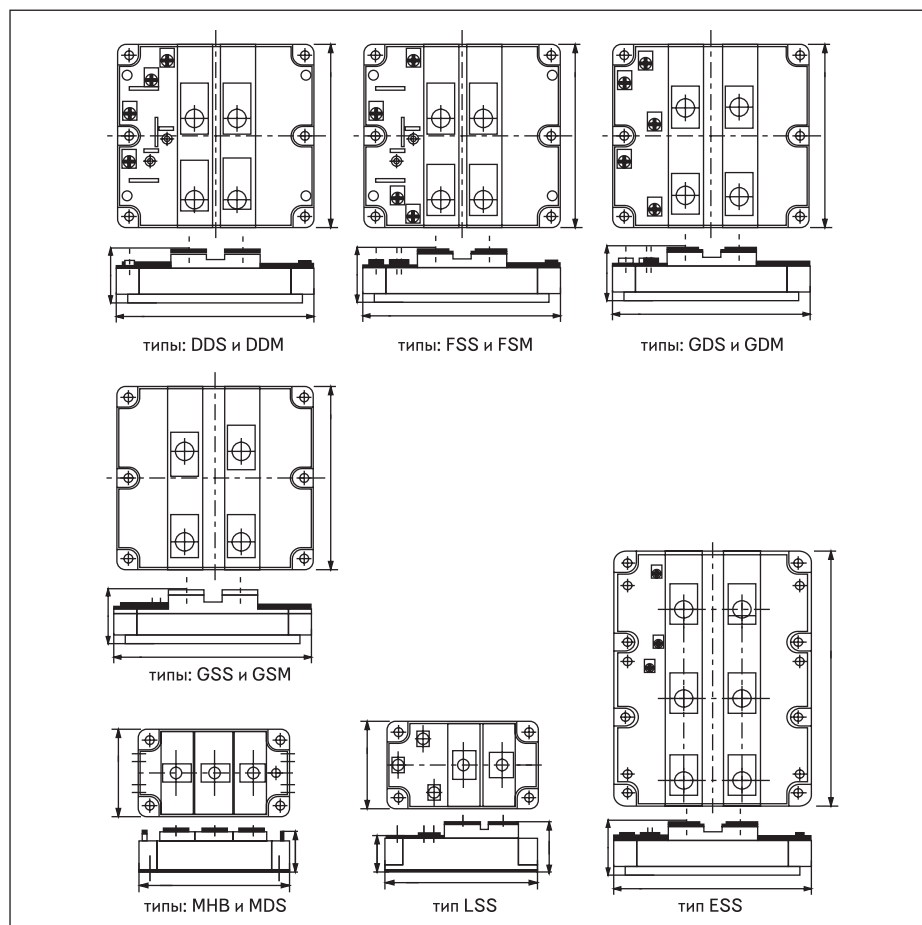 типы: DDS и DDM
типы: FSS и FSM
типы: GDS и GDM
типы: GSS и GSM
типы: MHB и MDS
тип LSS
тип ESS